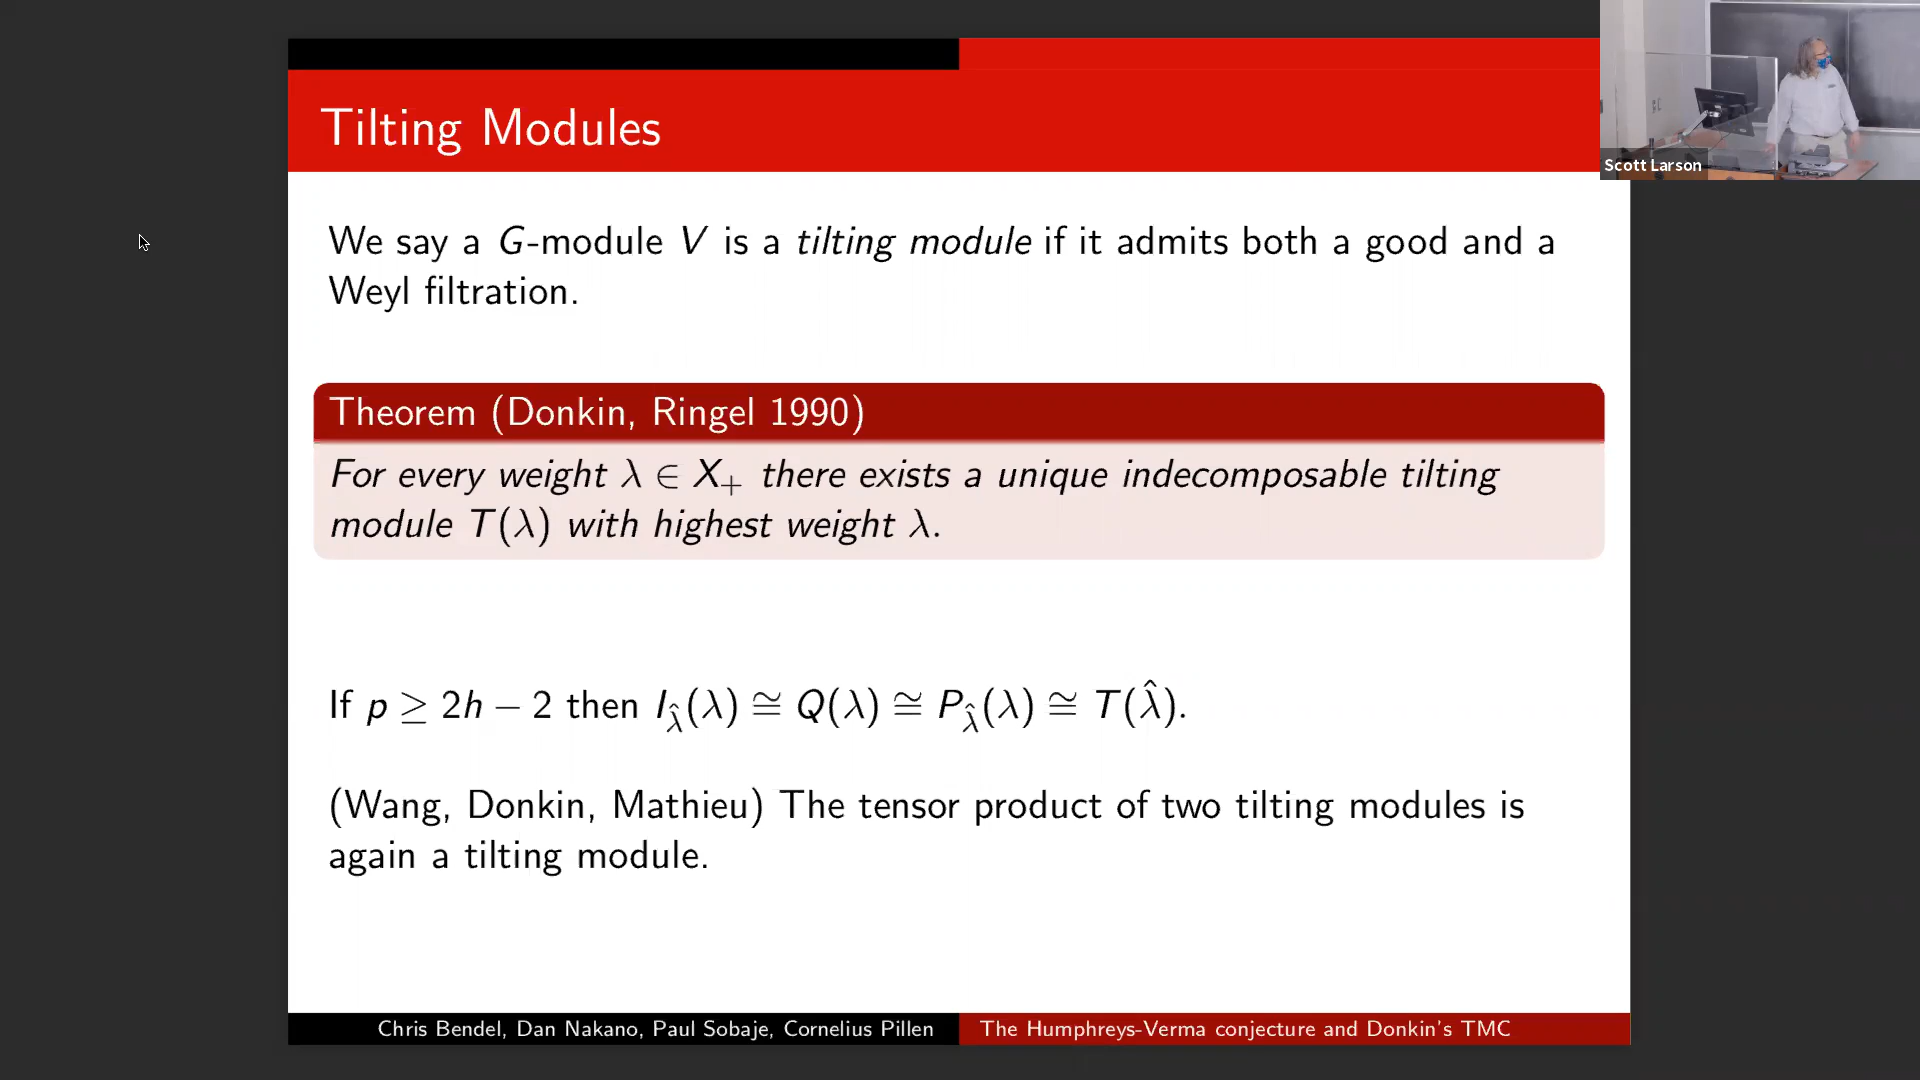 Tilting Modules
Scott Larson
We say a G-module V is a tilting module if it admits both a good and a
Weyl filtration.
Theorem (Donkin, Ringel 1990)
For every weight λ ∈ X₊ there exists a unique indecomposable tilting
module T(λ) with highest weight λ.
If p ≥ 2h − 2 then I_λ̂(λ) ≅ Q(λ) ≅ P_λ̂(λ) ≅ T(λ̂).
(Wang, Donkin, Mathieu) The tensor product of two tilting modules is
again a tilting module.
Chris Bendel, Dan Nakano, Paul Sobaje, Cornelius Pillen
The Humphreys-Verma conjecture and Donkin's TMC